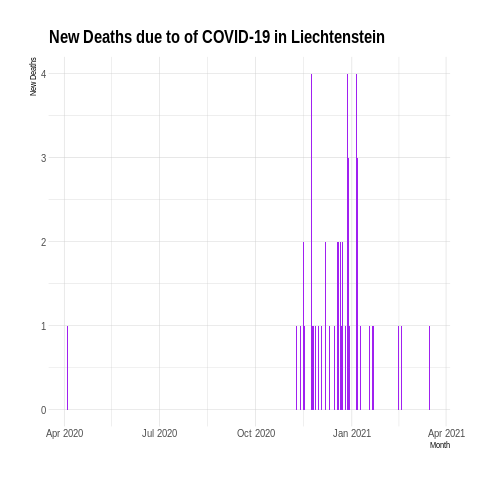 New Deaths due to of COVID-19 in Liechtenstein
New Deaths
4
3
2
1
0
Apr 2020 Jul 2020 Oct 2020 Jan 2021 Apr 2021
Month